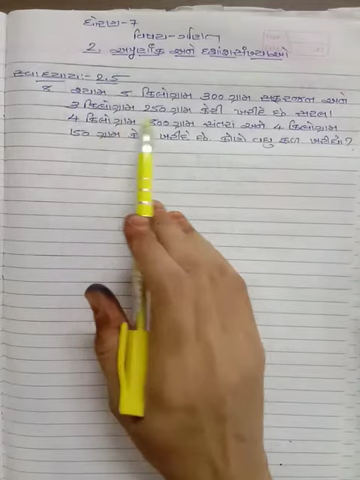 ધોરણ-7
વિષય-ગણિત
2. અપૂર્ણાંક અને દશાંશસંખ્યાઓ
સ્વાધ્યાય:-2.5
8 શ્યામ 5 કિલોગ્રામ 300 ગ્રામ સફરજન અને
3 કિલોગ્રામ 250 ગ્રામ કેરી ખરીદે છે. સરલા
4 કિલોગ્રામ 800 ગ્રામ સંતરાં અને 4 કિલોગ્રામ
150 ગ્રામ ખરીદે છે. કોણે વધુ ફળ ખરીદ્યાં?